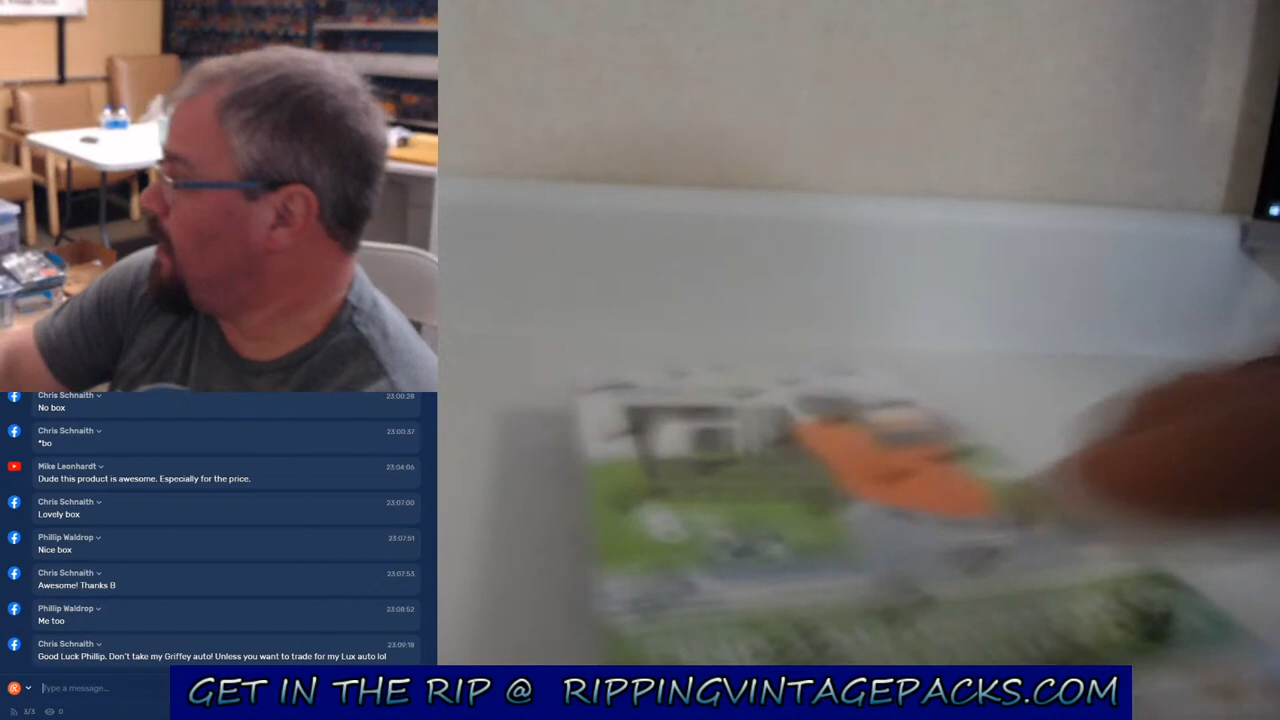 Chris Schnaith
23:00:28
No box
Chris Schnaith
23:00:37
*bo
Mike Leonhardt
23:04:06
Dude this product is awesome. Especially for the price.
Chris Schnaith
23:07:00
Lovely box
Phillip Waldrop
23:07:51
Nice box
Chris Schnaith
23:07:53
Awesome! Thanks B
Phillip Waldrop
23:08:52
Me too
Chris Schnaith
23:09:18
Good Luck Phillip. Don't take my Griffey auto! Unless you want to trade for my Lux auto lol
Type a message...
3/3 0
GET IN THE RIP @ RIPPINGVINTAGEPACKS.COM